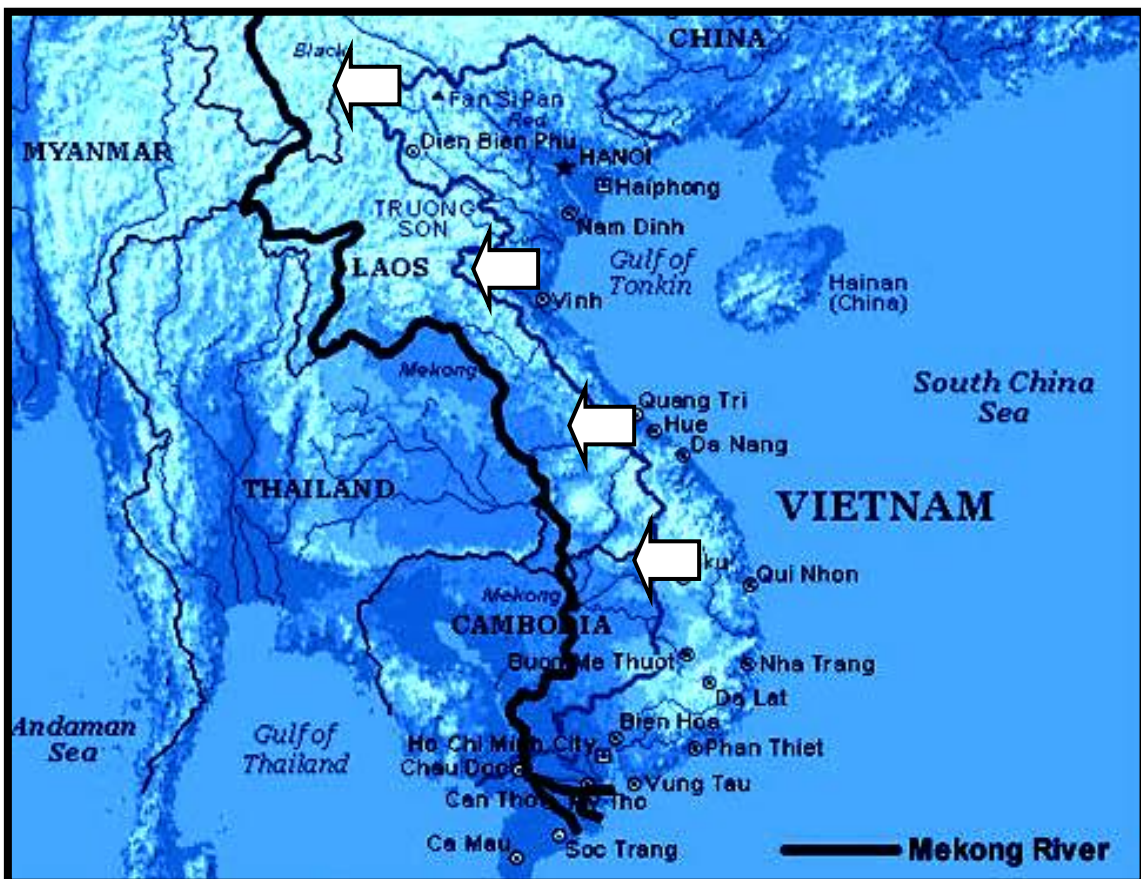 CHINA
Black
Fan Si Pan
Red
Dien Bien Phu
MYANMAR
HANOI
Haiphong
TRUONG
SON
Nam Dinh
Gulf of
Tonkin
LAOS
Hainan
(China)
Vinh
Mekong
South China
Sea
Quang Tri
Hue
Da Nang
THAILAND
VIETNAM
Qui Nhon
Mekong
CAMBODIA
Buon Me Thuot
Nha Trang
Da Lat
Andaman
Sea
Gulf of
Thailand
Bien Hoa
Ho Chi Minh City
Phan Thiet
Chau Doc
Vung Tau
Can Tho
My Tho
Ca Mau
Soc Trang
Mekong River